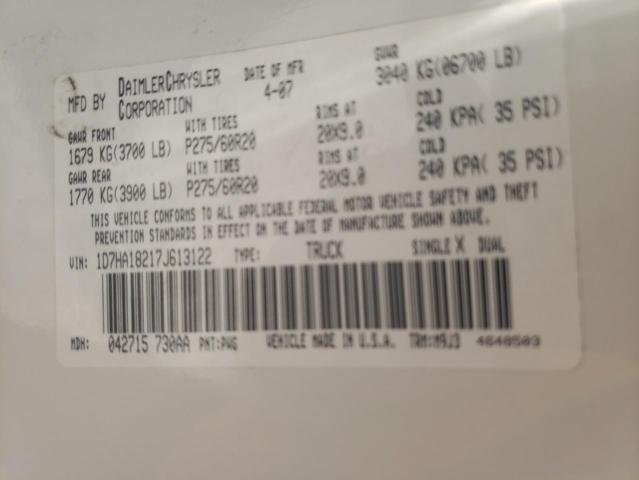 MFD BY DAIMLERCHRYSLER CORPORATION DATE OF MFR 4-07 GVWR 3040 KG(06700 LB)
GAWR FRONT WITH TIRES RIMS AT COLD
1679 KG(3700 LB) P275/60R20 20X9.0 240 KPA( 35 PSI)
GAWR REAR WITH TIRES RIMS AT COLD
1770 KG(3900 LB) P275/60R20 20X9.0 240 KPA( 35 PSI)
THIS VEHICLE CONFORMS TO ALL APPLICABLE FEDERAL MOTOR VEHICLE SAFETY AND THEFT
PREVENTION STANDARDS IN EFFECT ON THE DATE OF MANUFACTURE SHOWN ABOVE.
VIN: 1D7HA18217J613122 TYPE: TRUCK SINGLE X DUAL
MDH: 042715 730AA PNT:PW6 VEHICLE MADE IN U.S.A. TRM:M9J3 4648503